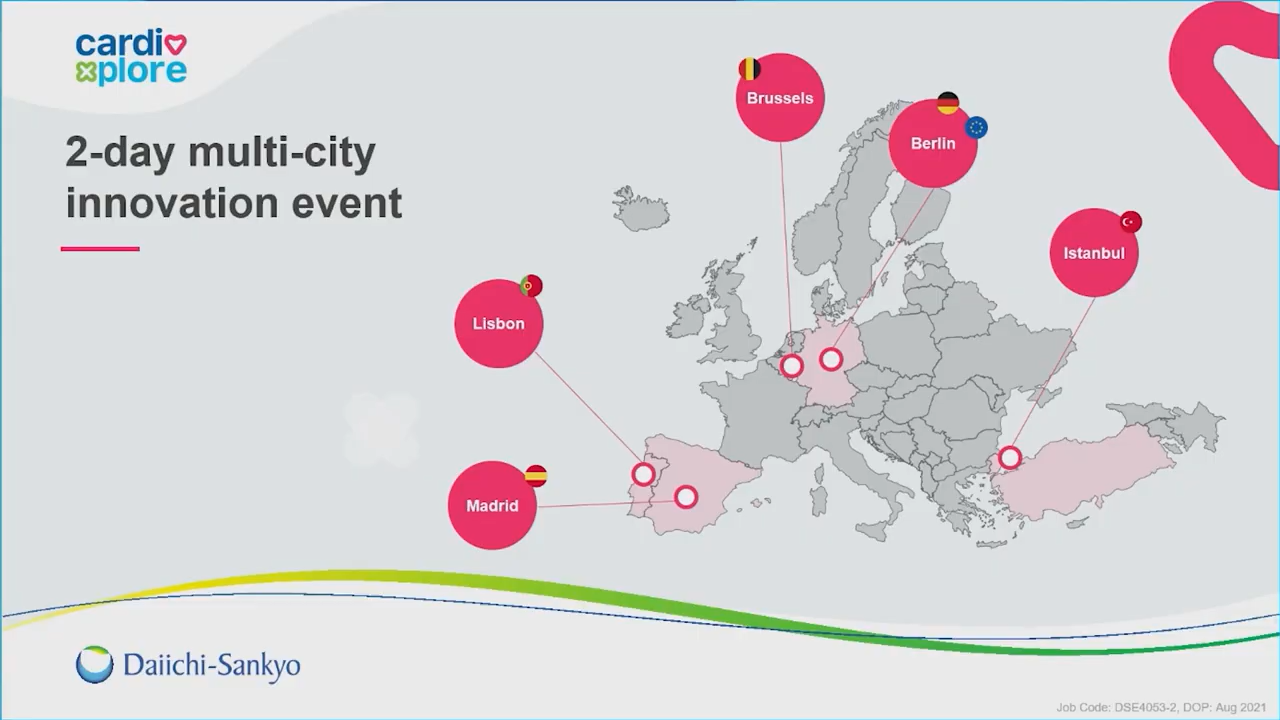 cardi
xplore
2-day multi-city
innovation event
Brussels
Berlin
Istanbul
Lisbon
Madrid
Daiichi-Sankyo
Job Code: DSE4053-2, DOP: Aug 2021